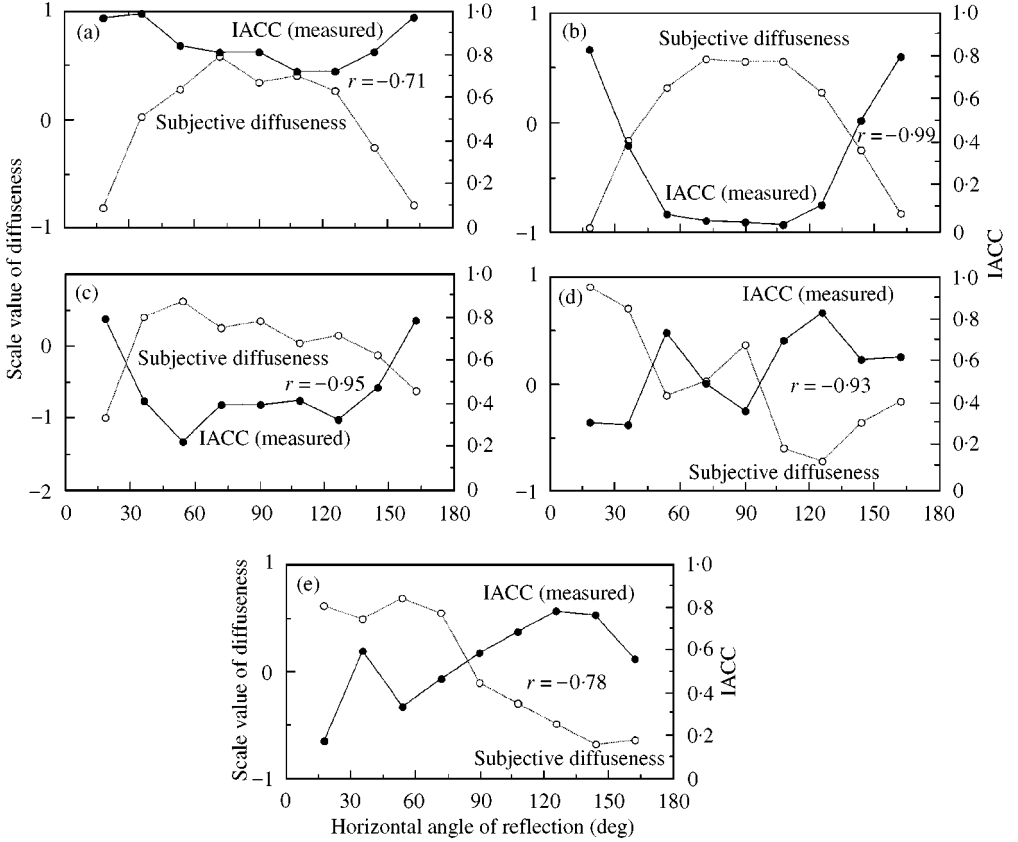 1
(a)
IACC (measured)
r = −0·71
Subjective diffuseness
0
−1
1·0
0·8
0·6
0·4
0·2
0
(b)
Subjective diffuseness
r = −0·99
IACC (measured)
1
0
−1
1·0
0·8
0·6
0·4
0·2
0
Scale value of diffuseness
IACC
(c)
Subjective diffuseness
r = −0·95
IACC (measured)
0
−1
−2
1·0
0·8
0·6
0·4
0·2
0
0 30 60 90 120 150 180
(d)
IACC (measured)
r = −0·93
Subjective diffuseness
1
0
−1
1·0
0·8
0·6
0·4
0·2
0
0 30 60 90 120 150 180
(e)
IACC (measured)
r = −0·78
Subjective diffuseness
1
0
−1
1·0
0·8
0·6
0·4
0·2
0
Scale value of diffuseness
IACC
0 30 60 90 120 150 180
Horizontal angle of reflection (deg)